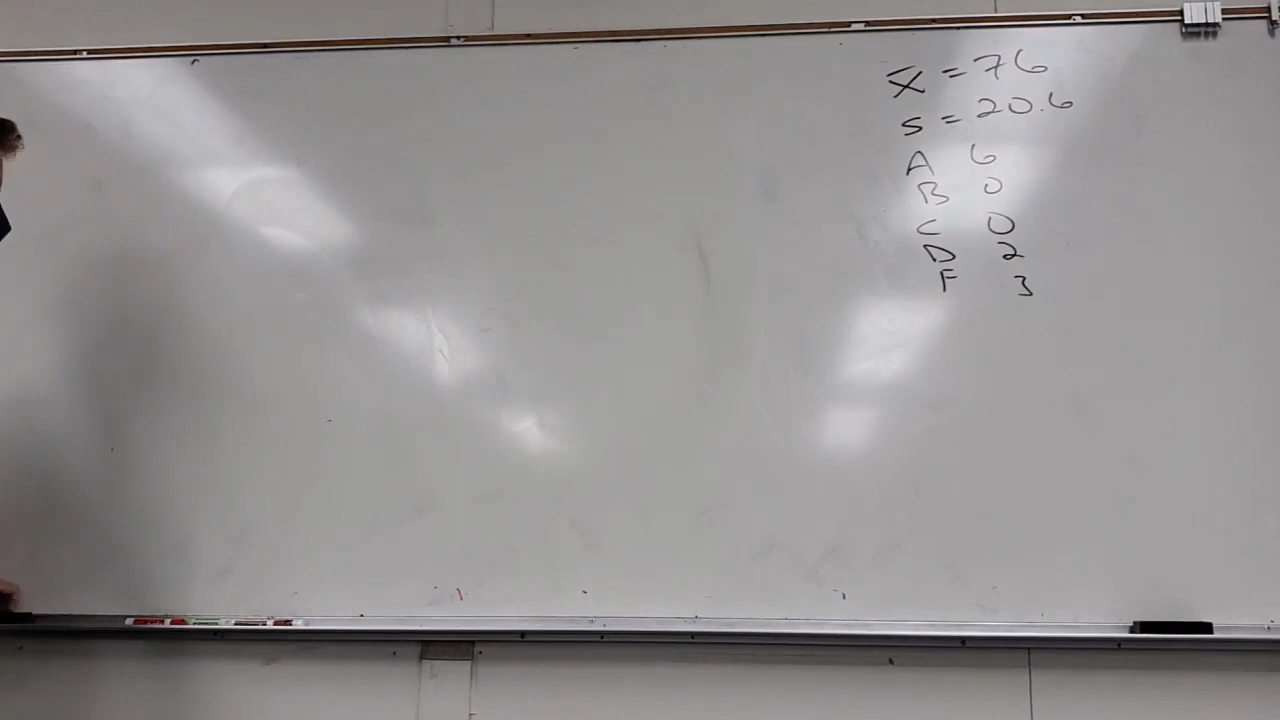 x̄ = 76
s = 20.6
A 6
B 0
C 0
D 2
F 3